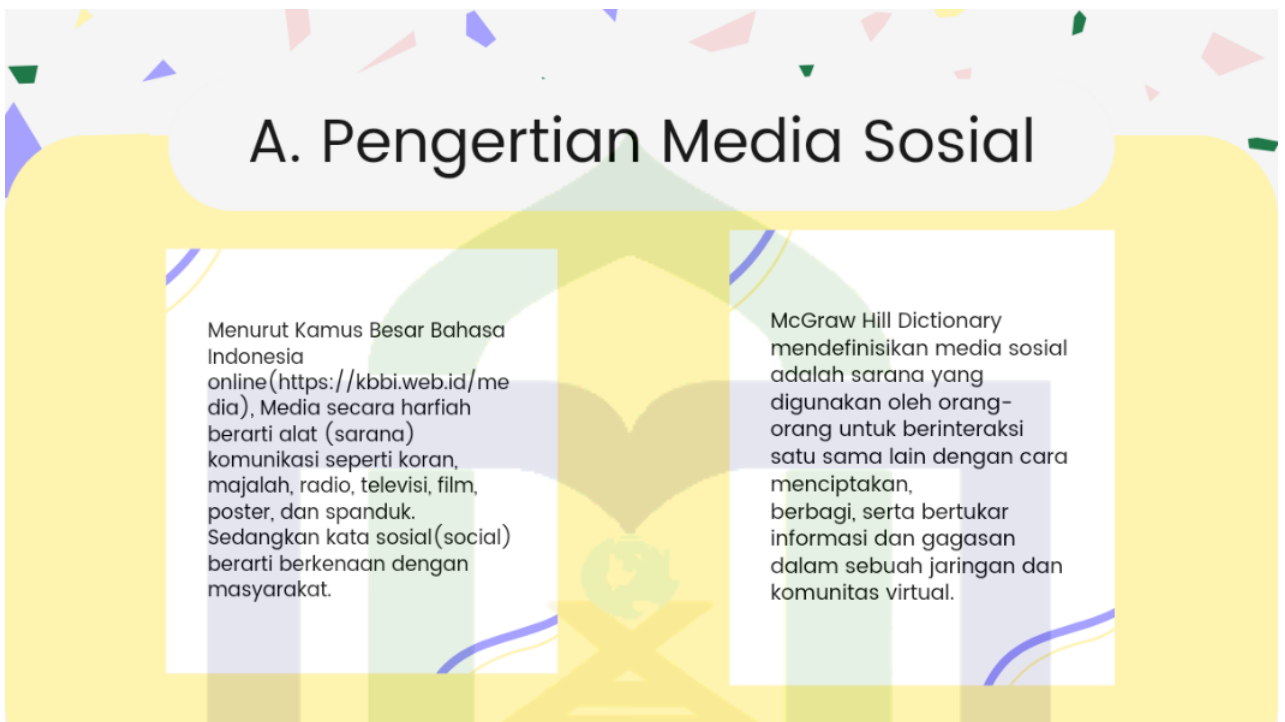 A. Pengertian Media Sosial
Menurut Kamus Besar Bahasa
Indonesia
online(https://kbbi.web.id/me
dia), Media secara harfiah
berarti alat (sarana)
komunikasi seperti koran,
majalah, radio, televisi, film,
poster, dan spanduk.
Sedangkan kata sosial(social)
berarti berkenaan dengan
masyarakat.
McGraw Hill Dictionary
mendefinisikan media sosial
adalah sarana yang
digunakan oleh orang-
orang untuk berinteraksi
satu sama lain dengan cara
menciptakan,
berbagi, serta bertukar
informasi dan gagasan
dalam sebuah jaringan dan
komunitas virtual.